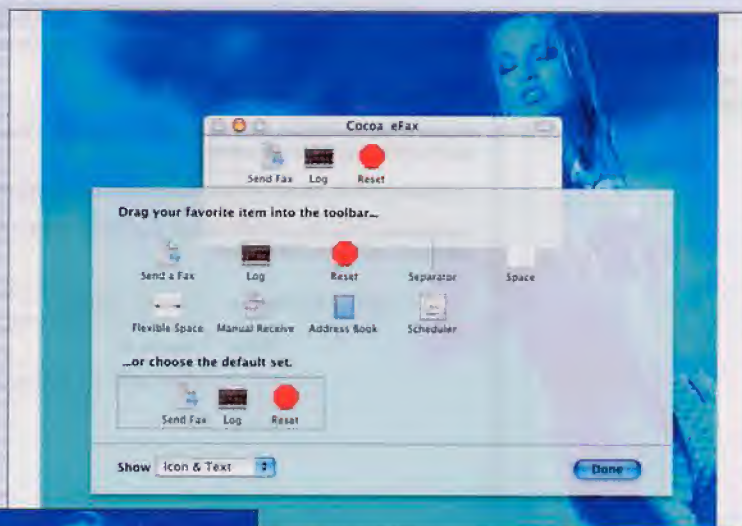 Cocoa eFax
Send Fax Log Reset
Drag your favorite item into the toolbar...
Send a Fax Log Reset Separator Space
Flexible Space Manual Receive Address Book Scheduler
...or choose the default set.
Send Fax Log Reset
Show Icon & Text Done